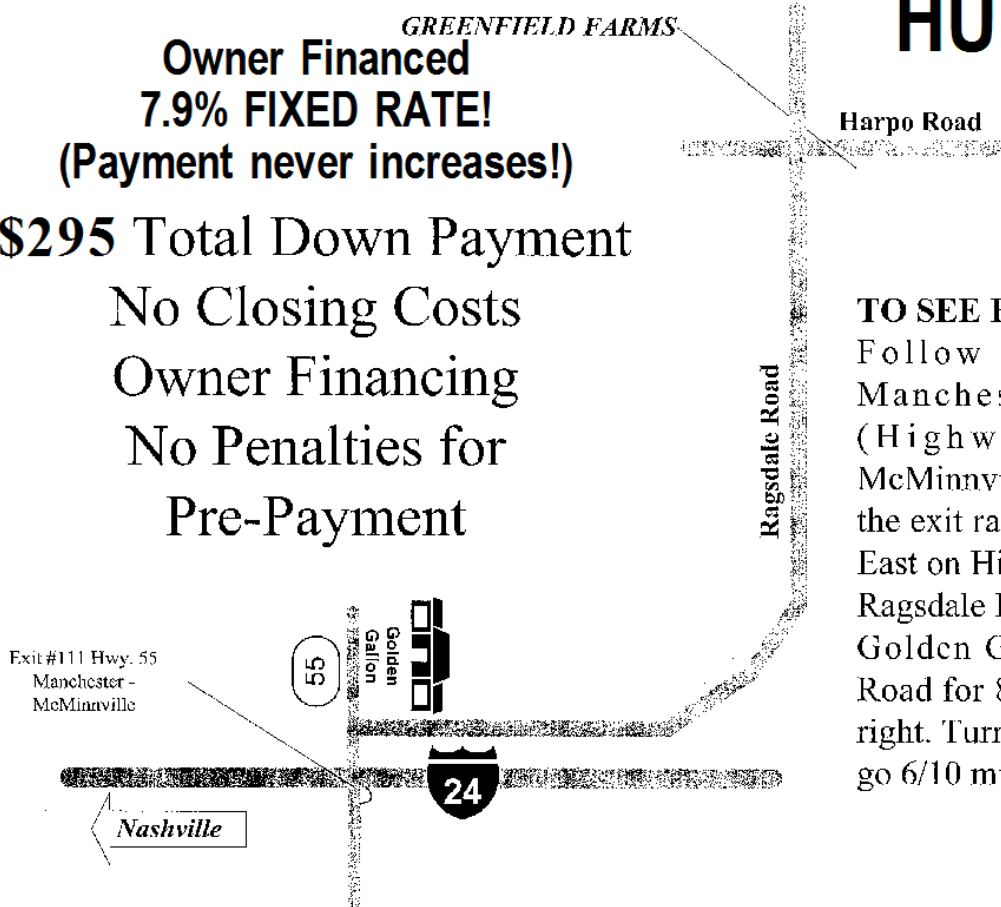 GREENFIELD FARMS
HU
Owner Financed
7.9% FIXED RATE!
(Payment never increases!)
Harpo Road
$295 Total Down Payment
No Closing Costs
Owner Financing
No Penalties for
Pre-Payment
Ragsdale Road
TO SEE
Follow
Manches
(Highw
McMinnv
the exit ra
East on Hi
Ragsdale
Golden G
Road for 8
right. Turn
go 6/10 m
Exit #111 Hwy. 55
Manchester -
McMinnville
55
Golden
Gallon
24
Nashville